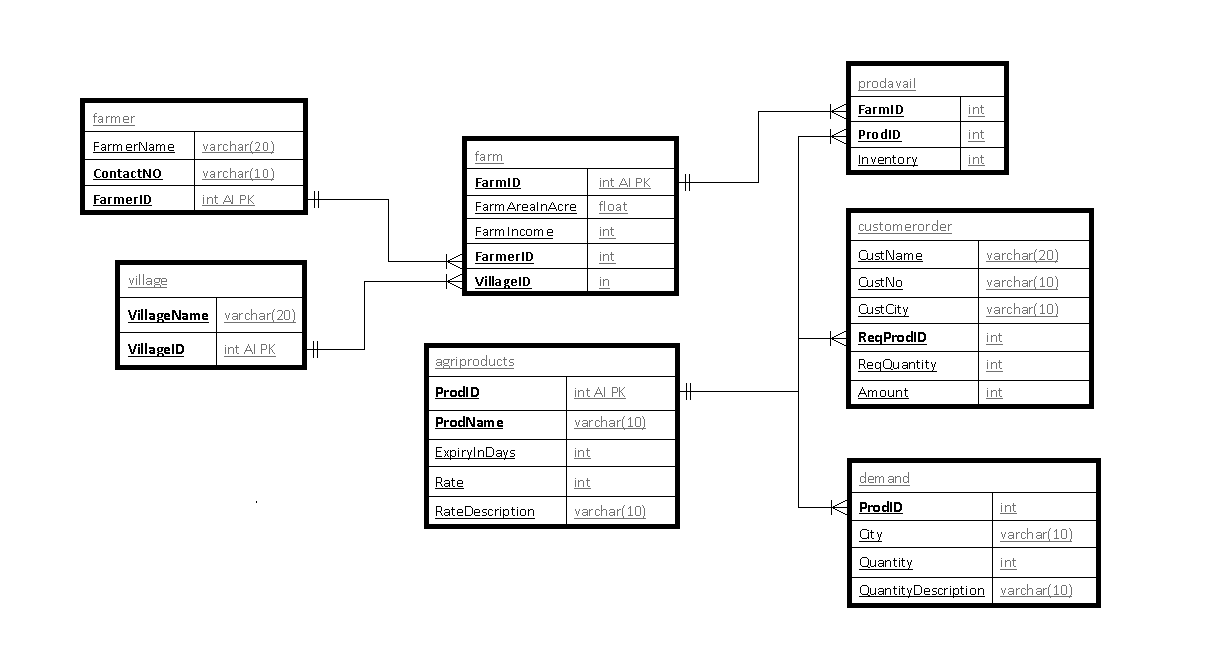 farmer
FarmerName varchar(20)
ContactNO varchar(10)
FarmerID int AI PK
village
VillageName varchar(20)
VillageID int AI PK
farm
FarmID int AI PK
FarmAreaInAcre float
FarmIncome int
FarmerID int
VillageID in
agriproducts
ProdID int AI PK
ProdName varchar(10)
ExpiryInDays int
Rate int
RateDescription varchar(10)
prodavail
FarmID int
ProdID int
Inventory int
customerorder
CustName varchar(20)
CustNo varchar(10)
CustCity varchar(10)
ReqProdID int
ReqQuantity int
Amount int
demand
ProdID int
City varchar(10)
Quantity int
QuantityDescription varchar(10)